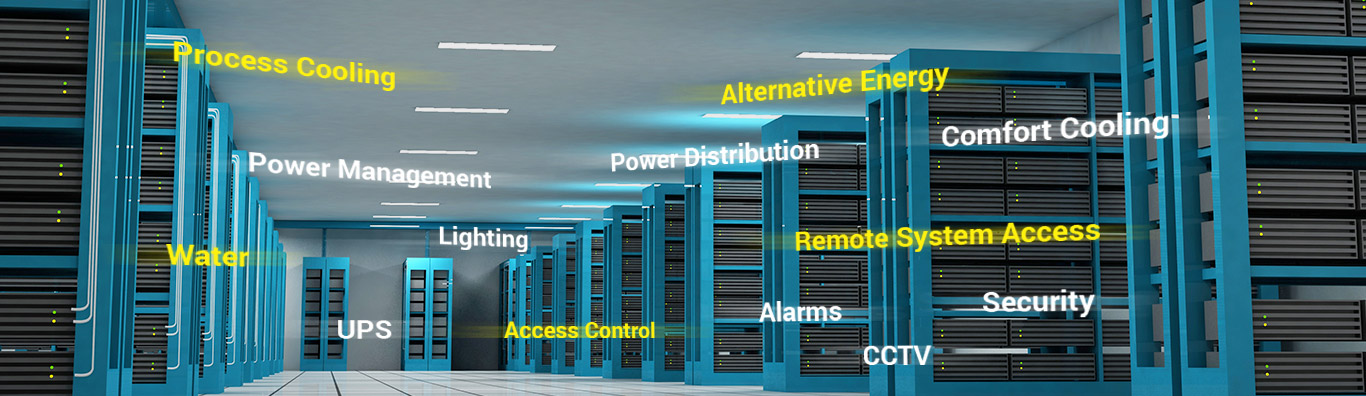 Process Cooling
Alternative Energy
Comfort Cooling
Power Management
Power Distribution
Water
Lighting
Remote System Access
UPS
Access Control
Alarms
Security
CCTV